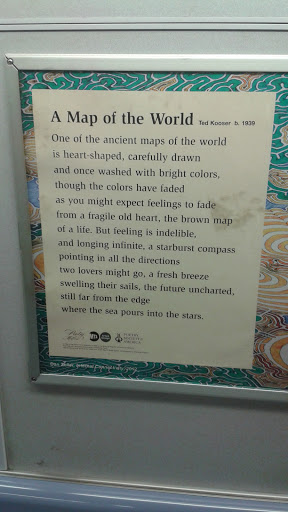 A Map of the World Ted Kooser b. 1939
One of the ancient maps of the world
is heart-shaped, carefully drawn
and once washed with bright colors,
though the colors have faded
as you might expect feelings to fade
from a fragile old heart, the brown map
of a life. But feeling is indelible,
and longing infinite, a starburst compass
pointing in all the directions
two lovers might go, a fresh breeze
swelling their sails, the future uncharted,
still far from the edge
where the sea pours into the stars.
POETRY
SOCIETY OF
AMERICA